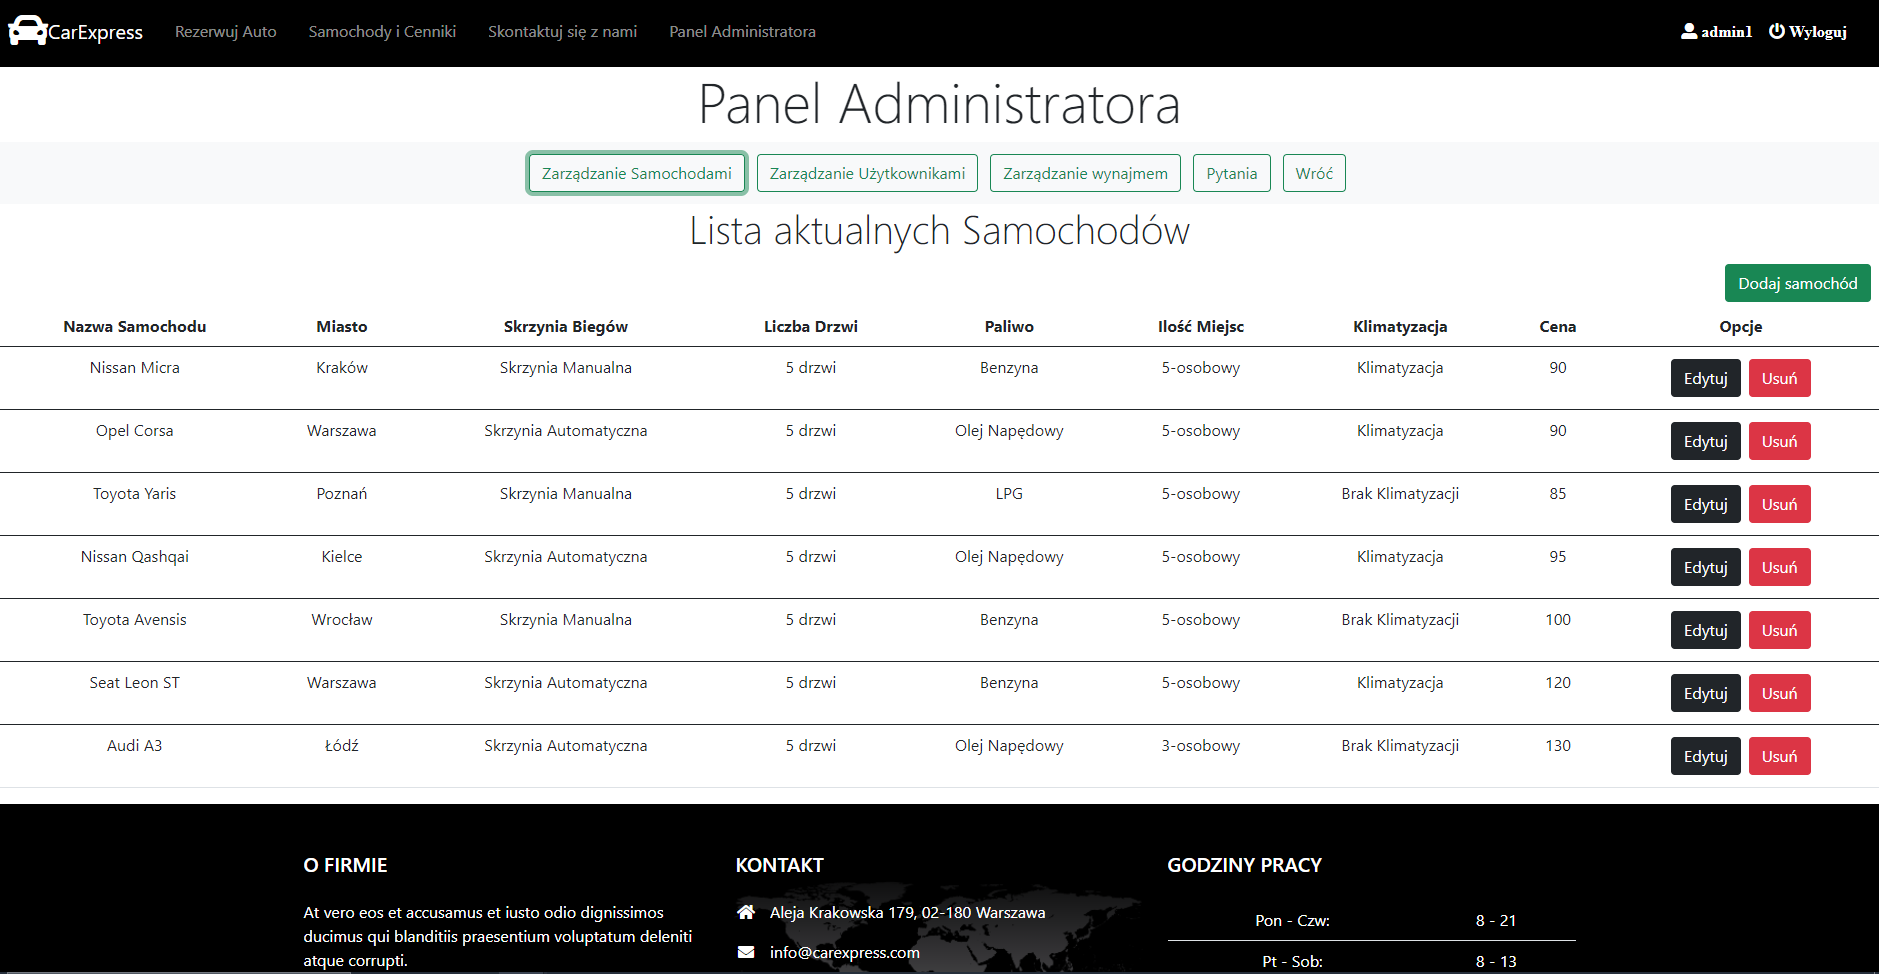 CarExpress Rezerwuj Auto Samochody i Cenniki Skontaktuj się z nami Panel Administratora admin1 Wyloguj
Panel Administratora
Zarządzanie Samochodami Zarządzanie Użytkownikami Zarządzanie wynajmem Pytania Wróć
Lista aktualnych Samochodów
Dodaj samochód
Nazwa Samochodu Miasto Skrzynia Biegów Liczba Drzwi Paliwo Ilość Miejsc Klimatyzacja Cena Opcje
Nissan Micra Kraków Skrzynia Manualna 5 drzwi Benzyna 5-osobowy Klimatyzacja 90 Edytuj Usuń
Opel Corsa Warszawa Skrzynia Automatyczna 5 drzwi Olej Napędowy 5-osobowy Klimatyzacja 90 Edytuj Usuń
Toyota Yaris Poznań Skrzynia Manualna 5 drzwi LPG 5-osobowy Brak Klimatyzacji 85 Edytuj Usuń
Nissan Qashqai Kielce Skrzynia Automatyczna 5 drzwi Olej Napędowy 5-osobowy Klimatyzacja 95 Edytuj Usuń
Toyota Avensis Wrocław Skrzynia Manualna 5 drzwi Benzyna 5-osobowy Brak Klimatyzacji 100 Edytuj Usuń
Seat Leon ST Warszawa Skrzynia Automatyczna 5 drzwi Benzyna 5-osobowy Klimatyzacja 120 Edytuj Usuń
Audi A3 Łódź Skrzynia Automatyczna 5 drzwi Olej Napędowy 3-osobowy Brak Klimatyzacji 130 Edytuj Usuń
O FIRMIE
At vero eos et accusamus et iusto odio dignissimos
ducimus qui blanditiis praesentium voluptatum deleniti
atque corrupti.
KONTAKT
Aleja Krakowska 179, 02-180 Warszawa
info@carexpress.com
GODZINY PRACY
Pon - Czw: 8 - 21
Pt - Sob: 8 - 13